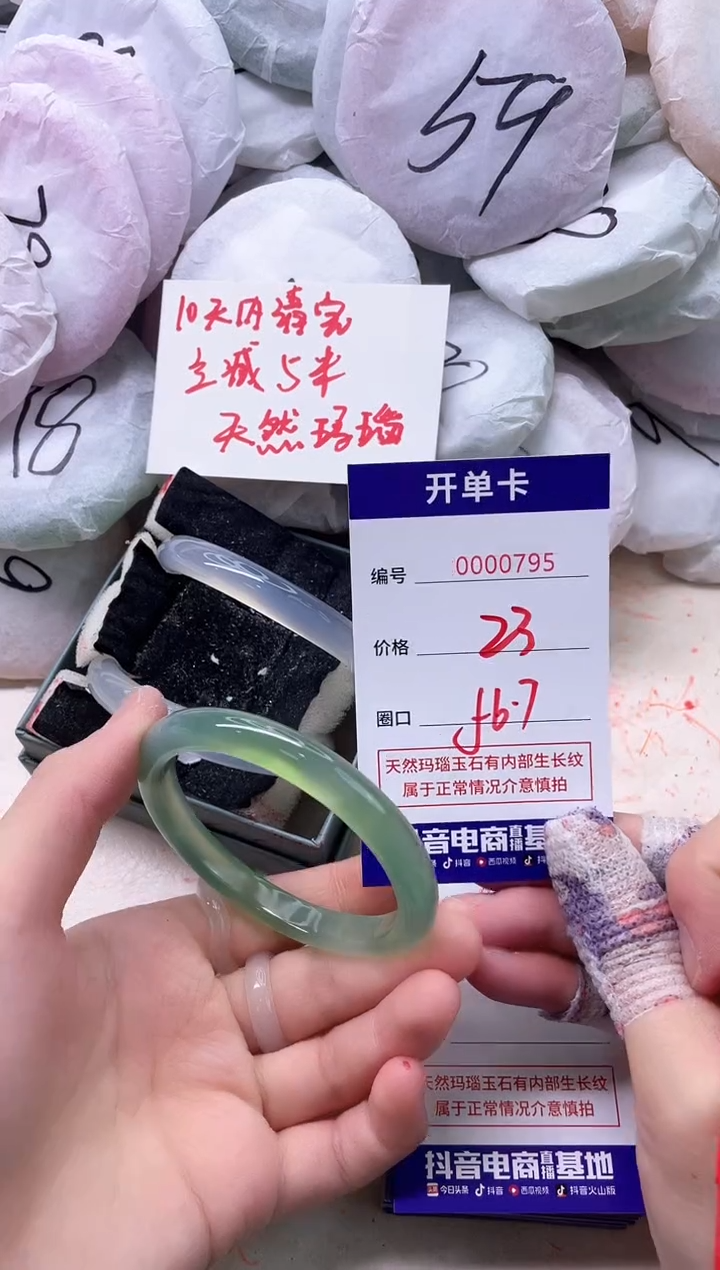 59
18
10天内清完
立减5米
天然玛瑙
开单卡
编号 0000795
价格 23
圈口 56.7
天然玛瑙玉石有内部生长纹
属于正常情况介意慎拍
音电商直播基
抖音 西瓜视频
天然玛瑙玉石有内部生长纹
属于正常情况介意慎拍
抖音电商直播基地
今日头条 抖音 西瓜视频 抖音火山版